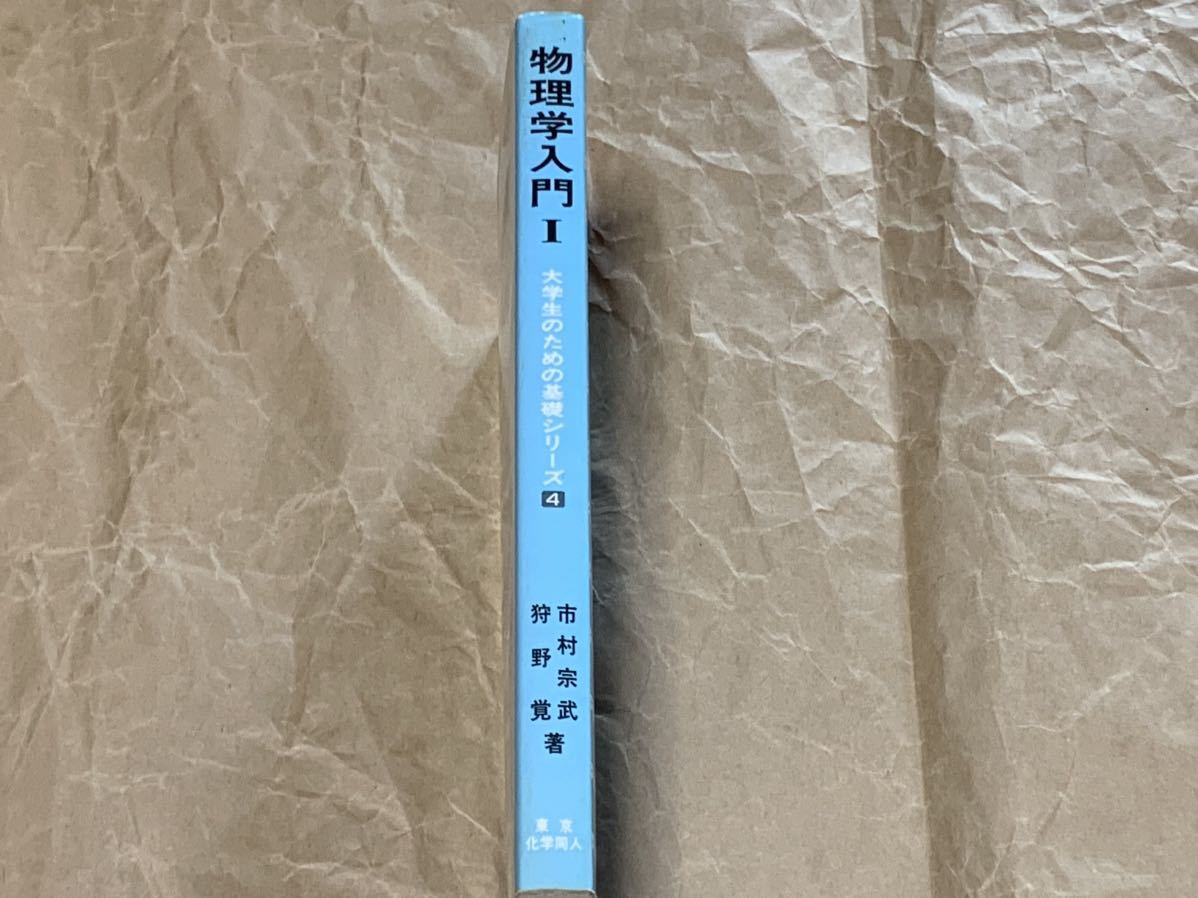 物理学入門 I
大学生のための基礎シリーズ 4
市村宗武
狩野覚
著
東京
化学同人